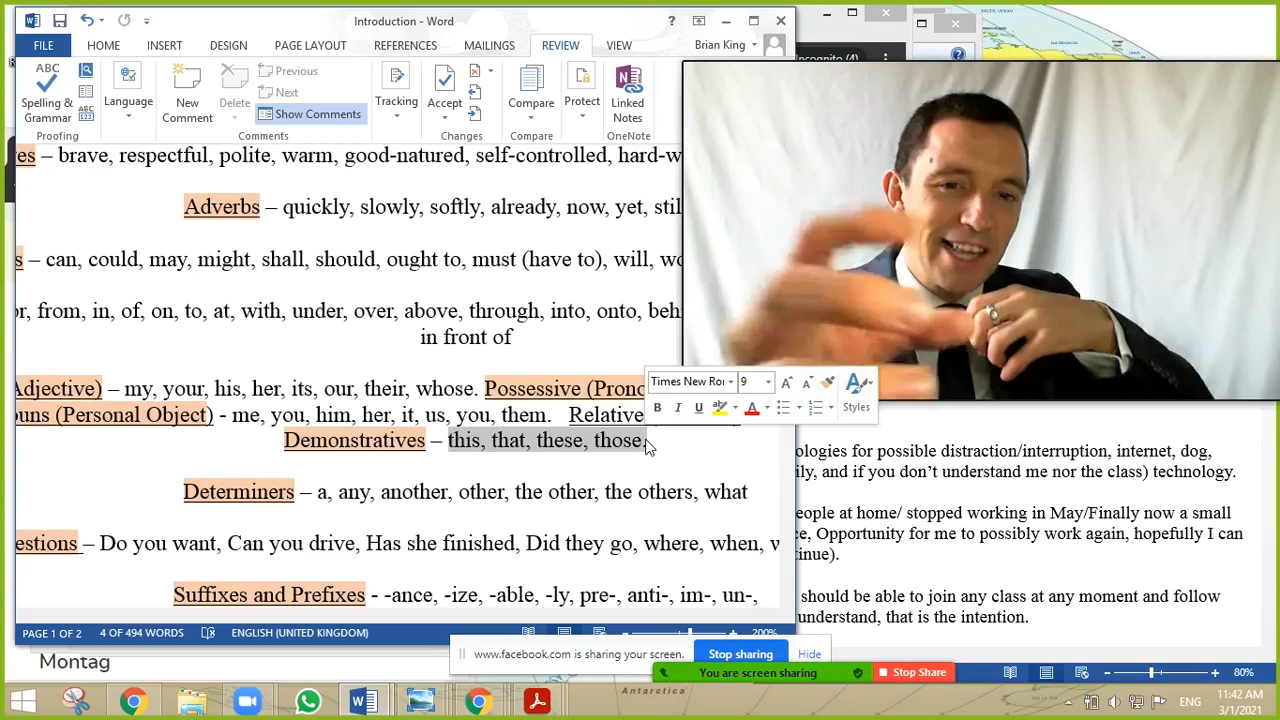 Introduction - Word
FILE HOME INSERT DESIGN PAGE LAYOUT REFERENCES MAILINGS REVIEW VIEW Brian King
ABC
Spelling & Grammar
Language
New Comment
Delete
Previous
Next
Show Comments
Tracking
Accept
Compare
Protect
Linked Notes
Proofing Comments Changes Compare OneNote
Incognito (4)
ARCTIC OCEAN
es – brave, respectful, polite, warm, good-natured, self-controlled, hard-w
Adverbs – quickly, slowly, softly, already, now, yet, stil
s – can, could, may, might, shall, should, ought to, must (have to), will, wo
or, from, in, of, on, to, at, with, under, over, above, through, into, onto, beh
in front of
Adjective) – my, your, his, her, its, our, their, whose. Possessive (Prono
ouns (Personal Object) - me, you, him, her, it, us, you, them. Relative
Demonstratives – this, that, these, those.
Determiners – a, any, another, other, the other, the others, what
estions – Do you want, Can you drive, Has she finished, Did they go, where, when, w
Suffixes and Prefixes - -ance, -ize, -able, -ly, pre-, anti-, im-, un-,
Times New Ro 9
B I U ab A Styles
ologies for possible distraction/interruption, internet, dog,
ily, and if you don’t understand me nor the class) technology.
eople at home/ stopped working in May/Finally now a small
ce, Opportunity for me to possibly work again, hopefully I can
tinue).
should be able to join any class at any moment and follow
understand, that is the intention.
PAGE 1 OF 2 4 OF 494 WORDS ENGLISH (UNITED KINGDOM) 200%
www.facebook.com is sharing your screen. Stop sharing Hide
Montag
You are screen sharing Stop Share
80%
Antarctica
ENG
11:42 AM
3/1/2021